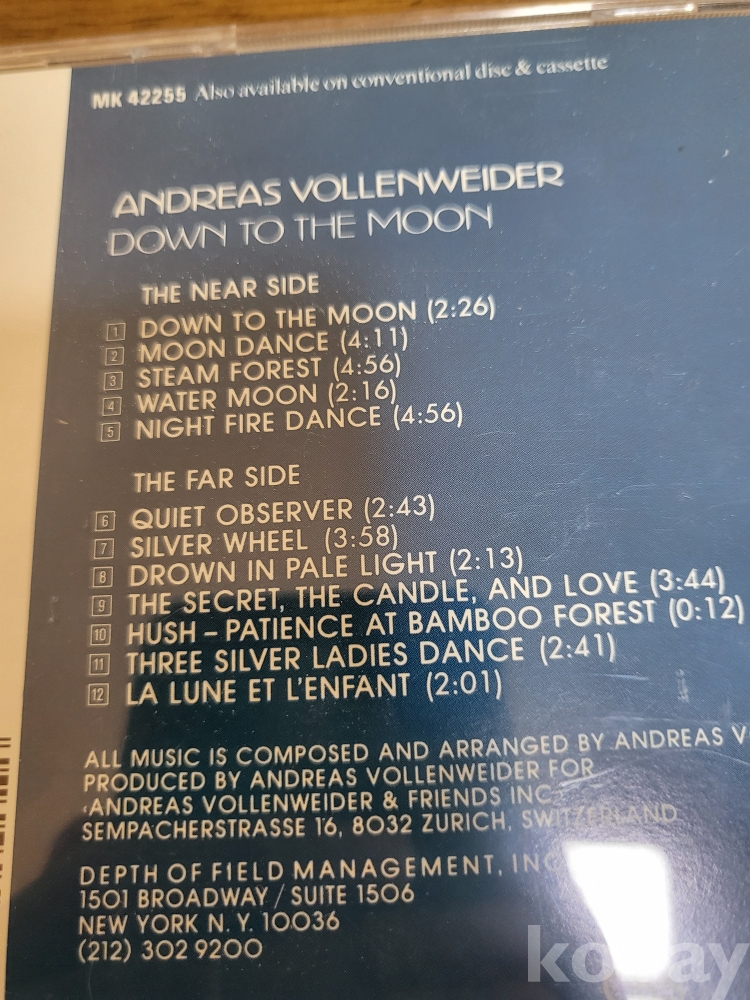 MK 42255 Also available on conventional disc & cassette
ANDREAS VOLLENWEIDER
DOWN TO THE MOON
THE NEAR SIDE
1 DOWN TO THE MOON (2:26)
2 MOON DANCE (4:11)
3 STEAM FOREST (4:56)
4 WATER MOON (2:16)
5 NIGHT FIRE DANCE (4:56)
THE FAR SIDE
6 QUIET OBSERVER (2:43)
7 SILVER WHEEL (3:58)
8 DROWN IN PALE LIGHT (2:13)
9 THE SECRET, THE CANDLE, AND LOVE (3:44)
10 HUSH – PATIENCE AT BAMBOO FOREST (0:12)
11 THREE SILVER LADIES DANCE (2:41)
12 LA LUNE ET L'ENFANT (2:01)
ALL MUSIC IS COMPOSED AND ARRANGED BY ANDREAS V
PRODUCED BY ANDREAS VOLLENWEIDER FOR
‹ANDREAS VOLLENWEIDER & FRIENDS INC
SEMPACHERSTRASSE 16, 8032 ZURICH, SWITZERLAND
DEPTH OF FIELD MANAGEMENT, INC
1501 BROADWAY / SUITE 1506
NEW YORK N.Y. 10036
(212) 302 9200